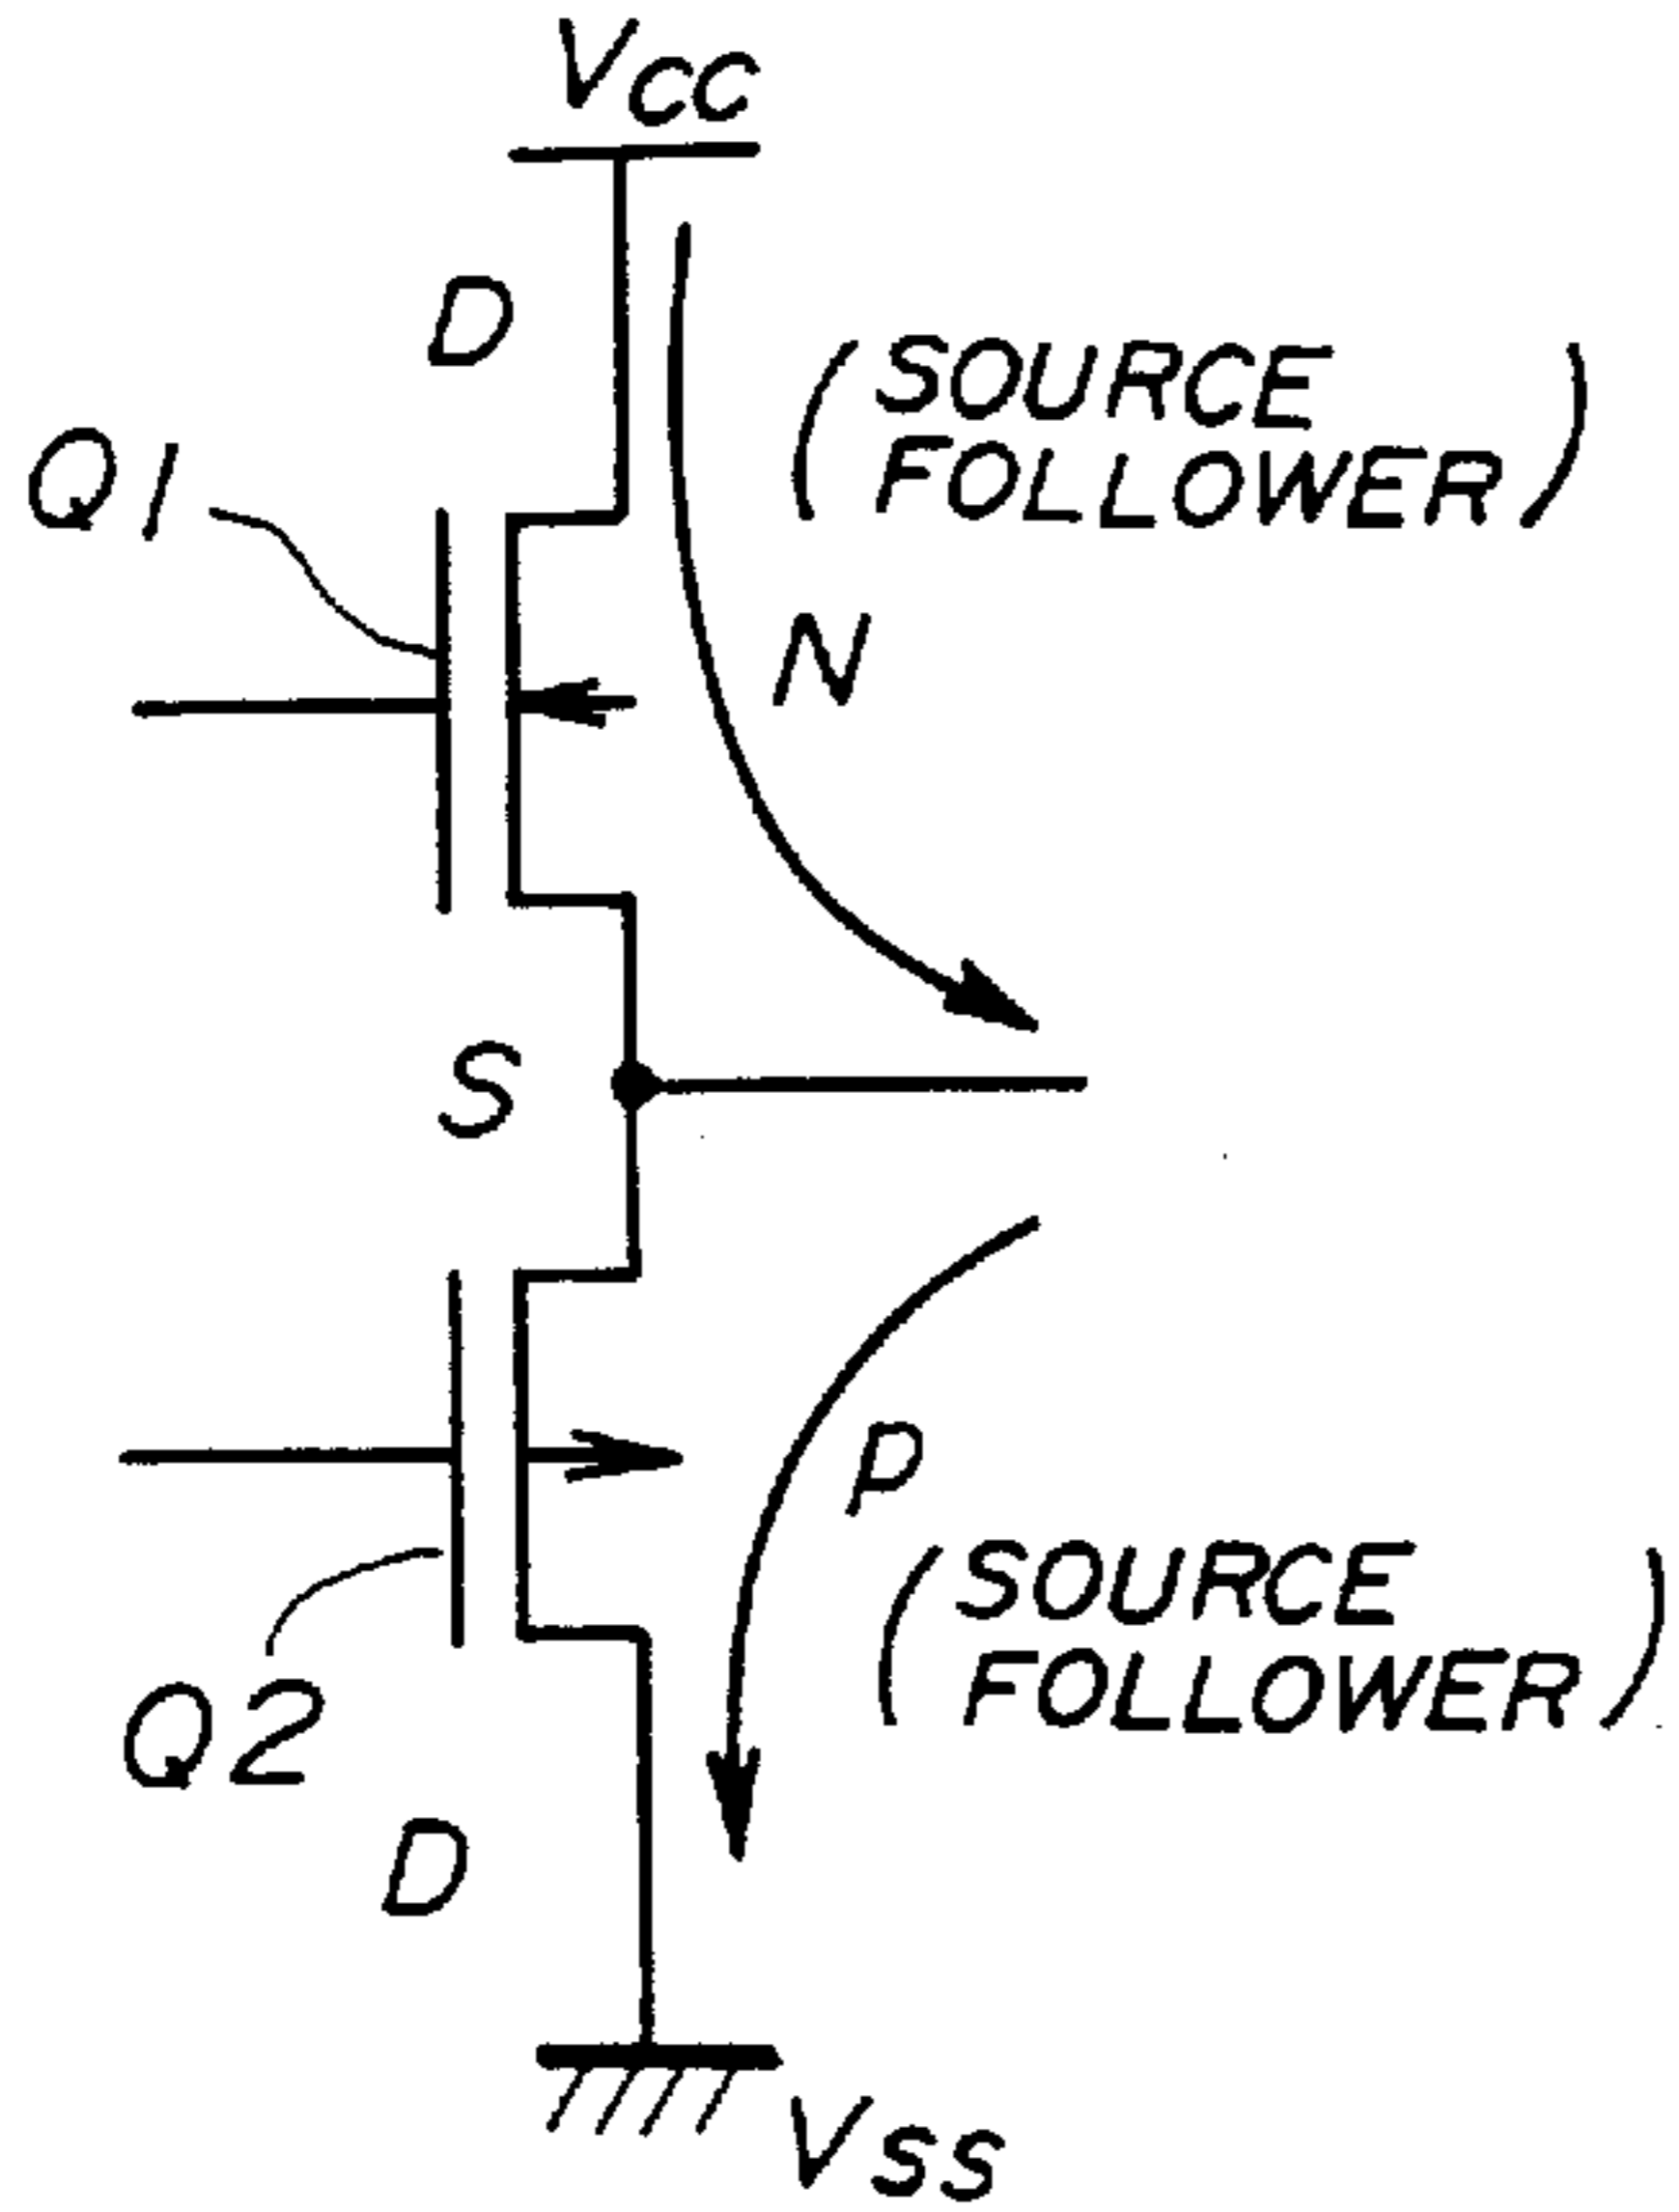 Vcc
D
(SOURCE
FOLLOWER)
Q1
N
S
P
(SOURCE
FOLLOWER)
Q2
D
Vss